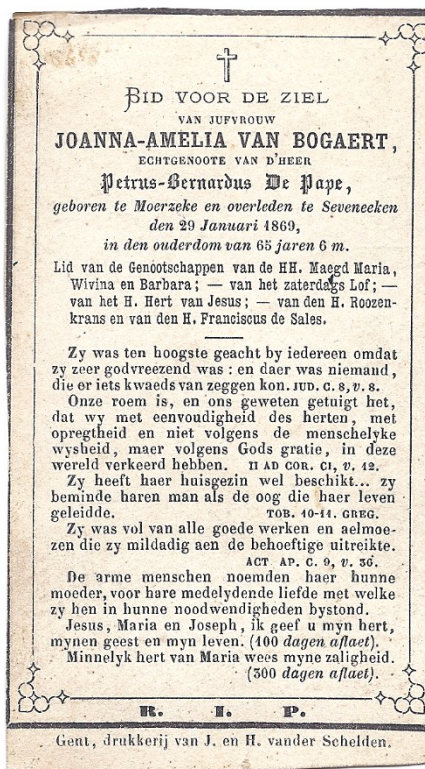 BID VOOR DE ZIEL
VAN JUFVROUW
JOANNA-AMELIA VAN BOGAERT,
ECHTGENOOTE VAN D'HEER
Petrus-Bernardus De Pape,
geboren te Moerzeke en overleden te Seveneeken
den 29 Januari 1869,
in den ouderdom van 65 jaren 6 m.
Lid van de Genootschappen van de HH. Maegd Maria,
Wivina en Barbara; — van het zaterdags Lof; —
van het H. Hert van Jesus; — van den H. Roozen-
krans en van den H. Franciscus de Sales.
Zy was ten hoogste geacht by iedereen omdat
zy zeer godvreezend was : en daer was niemand,
die er iets kwaeds van zeggen kon. JUD. C. 8, V. 8.
Onze roem is, en ons geweten getuigt het,
dat wy met eenvoudigheid des herten, met
opregtheid en niet volgens de menschelyke
wysheid, maer volgens Gods gratie, in deze
wereld verkeerd hebben. II AD COR. C1, V. 12.
Zy heeft haer huisgezin wel beschikt... zy
beminde haren man als de oog die haer leven
geleidde. TOB. 10-11. GREG.
Zy was vol van alle goede werken en aelmoe-
zen die zy mildadig aen de behoeftige uitreikte.
ACT AP. C. 9, V. 36.
De arme menschen noemden haer hunne
moeder, voor hare medelydende liefde met welke
zy hen in hunne noodwendigheden bystond.
Jesus, Maria en Joseph, ik geef u myn hert,
mynen geest en myn leven. (100 dagen aflaet).
Minnelyk hert van Maria wees myne zaligheid.
(300 dagen aflaet).
R. I. P.
Gent, drukkerij van J. en H. vander Schelden.